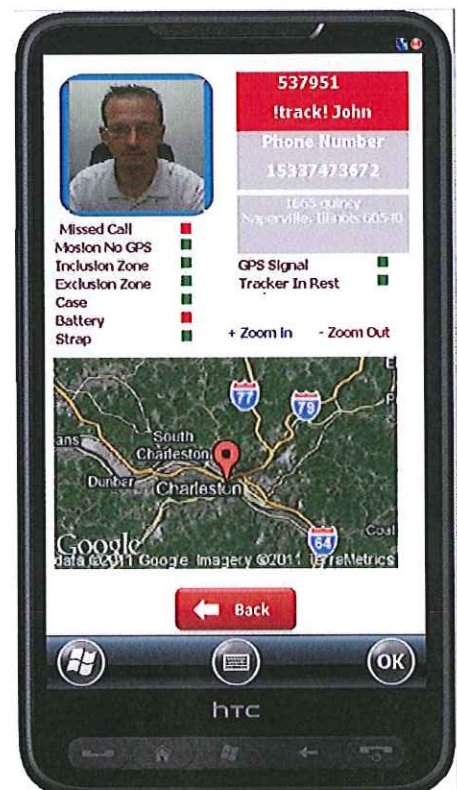 537951
!track! John
Phone Number
15337473672
1665 quincy
Naperville, Illinois 60540
Missed Call
Motion No GPS
Inclusion Zone
Exclusion Zone
Case
Battery
Strap
GPS Signal
Tracker In Rest
+ Zoom In - Zoom Out
77
79
South
Charleston
Dunbar
Charleston
64
Coal
Google
data ©2011 Google Imagery ©2011 TerraMetrics
Back
OK
hTC